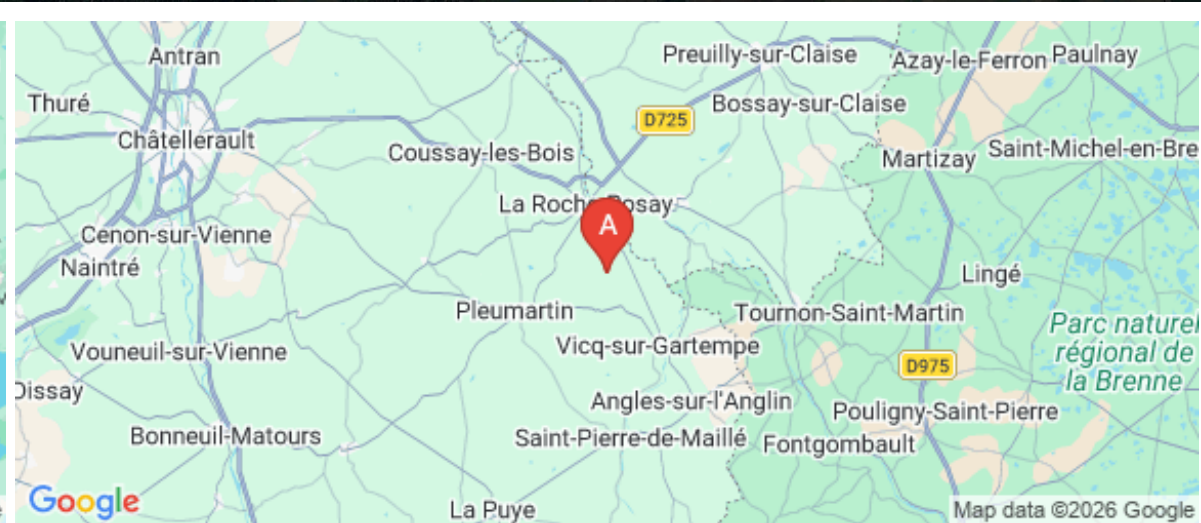 Antran
Preuilly-sur-Claise
Azay-le-Ferron
Paulnay
Thuré
Bossay-sur-Claise
D725
Châtellerault
Coussay-les-Bois
Martizay
Saint-Michel-en-Bre
La Roche-Posay
A
Cenon-sur-Vienne
Naintré
Lingé
Pleumartin
Tournon-Saint-Martin
Parc naturel
régional de
la Brenne
Vouneuil-sur-Vienne
Vicq-sur-Gartempe
D975
Dissay
Angles-sur-l'Anglin
Pouligny-Saint-Pierre
Bonneuil-Matours
Saint-Pierre-de-Maillé
Fontgombault
Google
La Puye
Map data ©2026 Google